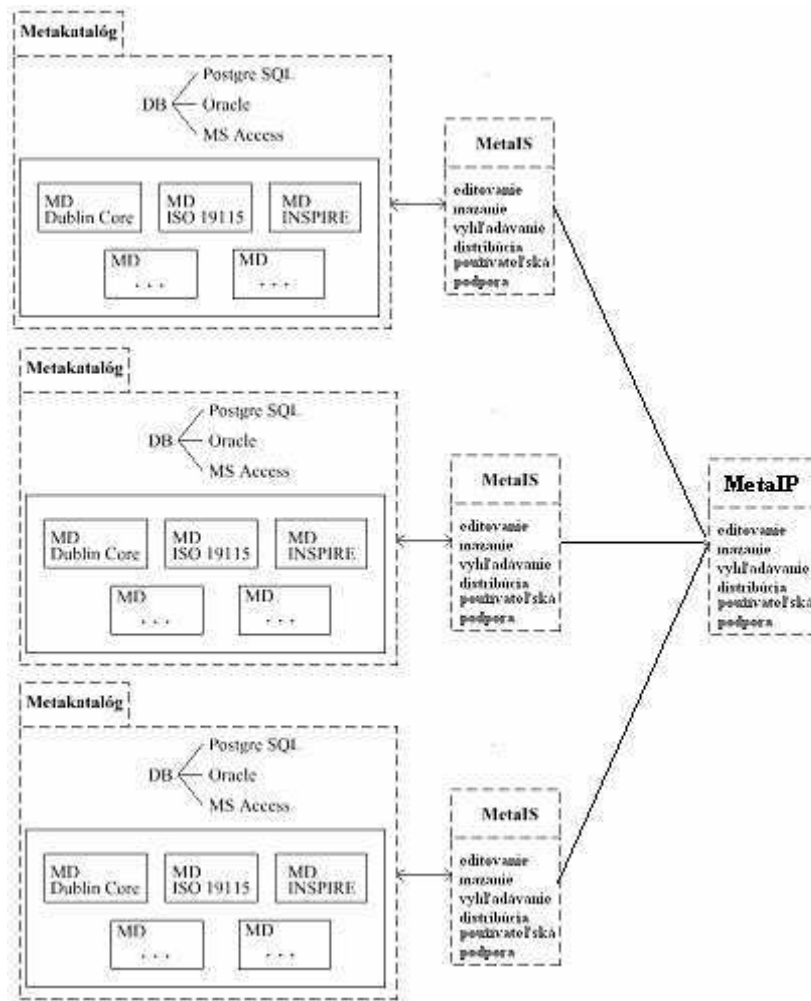 Metakatalóg
Postgre SQL
DB
Oracle
MS Access
MD
Dublin Core
MD
ISO 19115
MD
INSPIRE
MD
. . .
MD
. . .
MetaIS
editovanie
mazanie
vyhľadávanie
distribúcia
používateľská
podpora
Metakatalóg
Postgre SQL
DB
Oracle
MS Access
MD
Dublin Core
MD
ISO 19115
MD
INSPIRE
MD
. . .
MD
. . .
MetaIS
editovanie
mazanie
vyhľadávanie
distribúcia
používateľská
podpora
MetaIP
editovanie
mazanie
vyhľadávanie
distribúcia
používateľská
podpora
Metakatalóg
Postgre SQL
DB
Oracle
MS Access
MD
Dublin Core
MD
ISO 19115
MD
INSPIRE
MD
. . .
MD
. . .
MetaIS
editovanie
mazanie
vyhľadávanie
distribúcia
používateľská
podpora